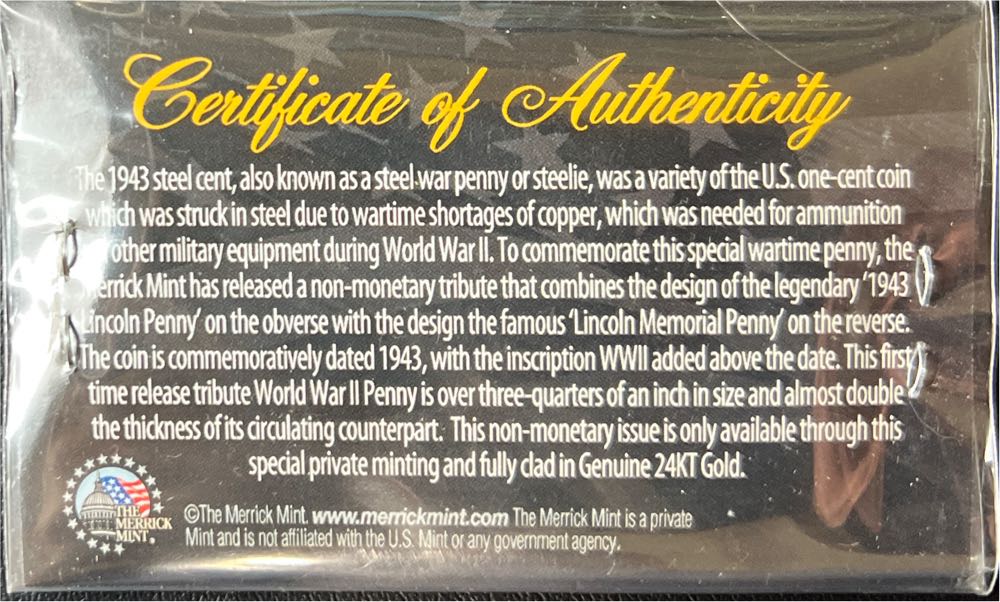 Certificate of Authenticity
The 1943 steel cent, also known as a steel war penny or steelie, was a variety of the U.S. one-cent coin
which was struck in steel due to wartime shortages of copper, which was needed for ammunition
other military equipment during World War II. To commemorate this special wartime penny, the
Merrick Mint has released a non-monetary tribute that combines the design of the legendary '1943
Lincoln Penny' on the obverse with the design the famous 'Lincoln Memorial Penny' on the reverse.
The coin is commemoratively dated 1943, with the inscription WWII added above the date. This first
time release tribute World War II Penny is over three-quarters of an inch in size and almost double
the thickness of its circulating counterpart. This non-monetary issue is only available through this
special private minting and fully clad in Genuine 24KT Gold.
THE
MERRICK
MINT
©The Merrick Mint. www.merrickmint.com The Merrick Mint is a private
Mint and is not affiliated with the U.S. Mint or any government agency.